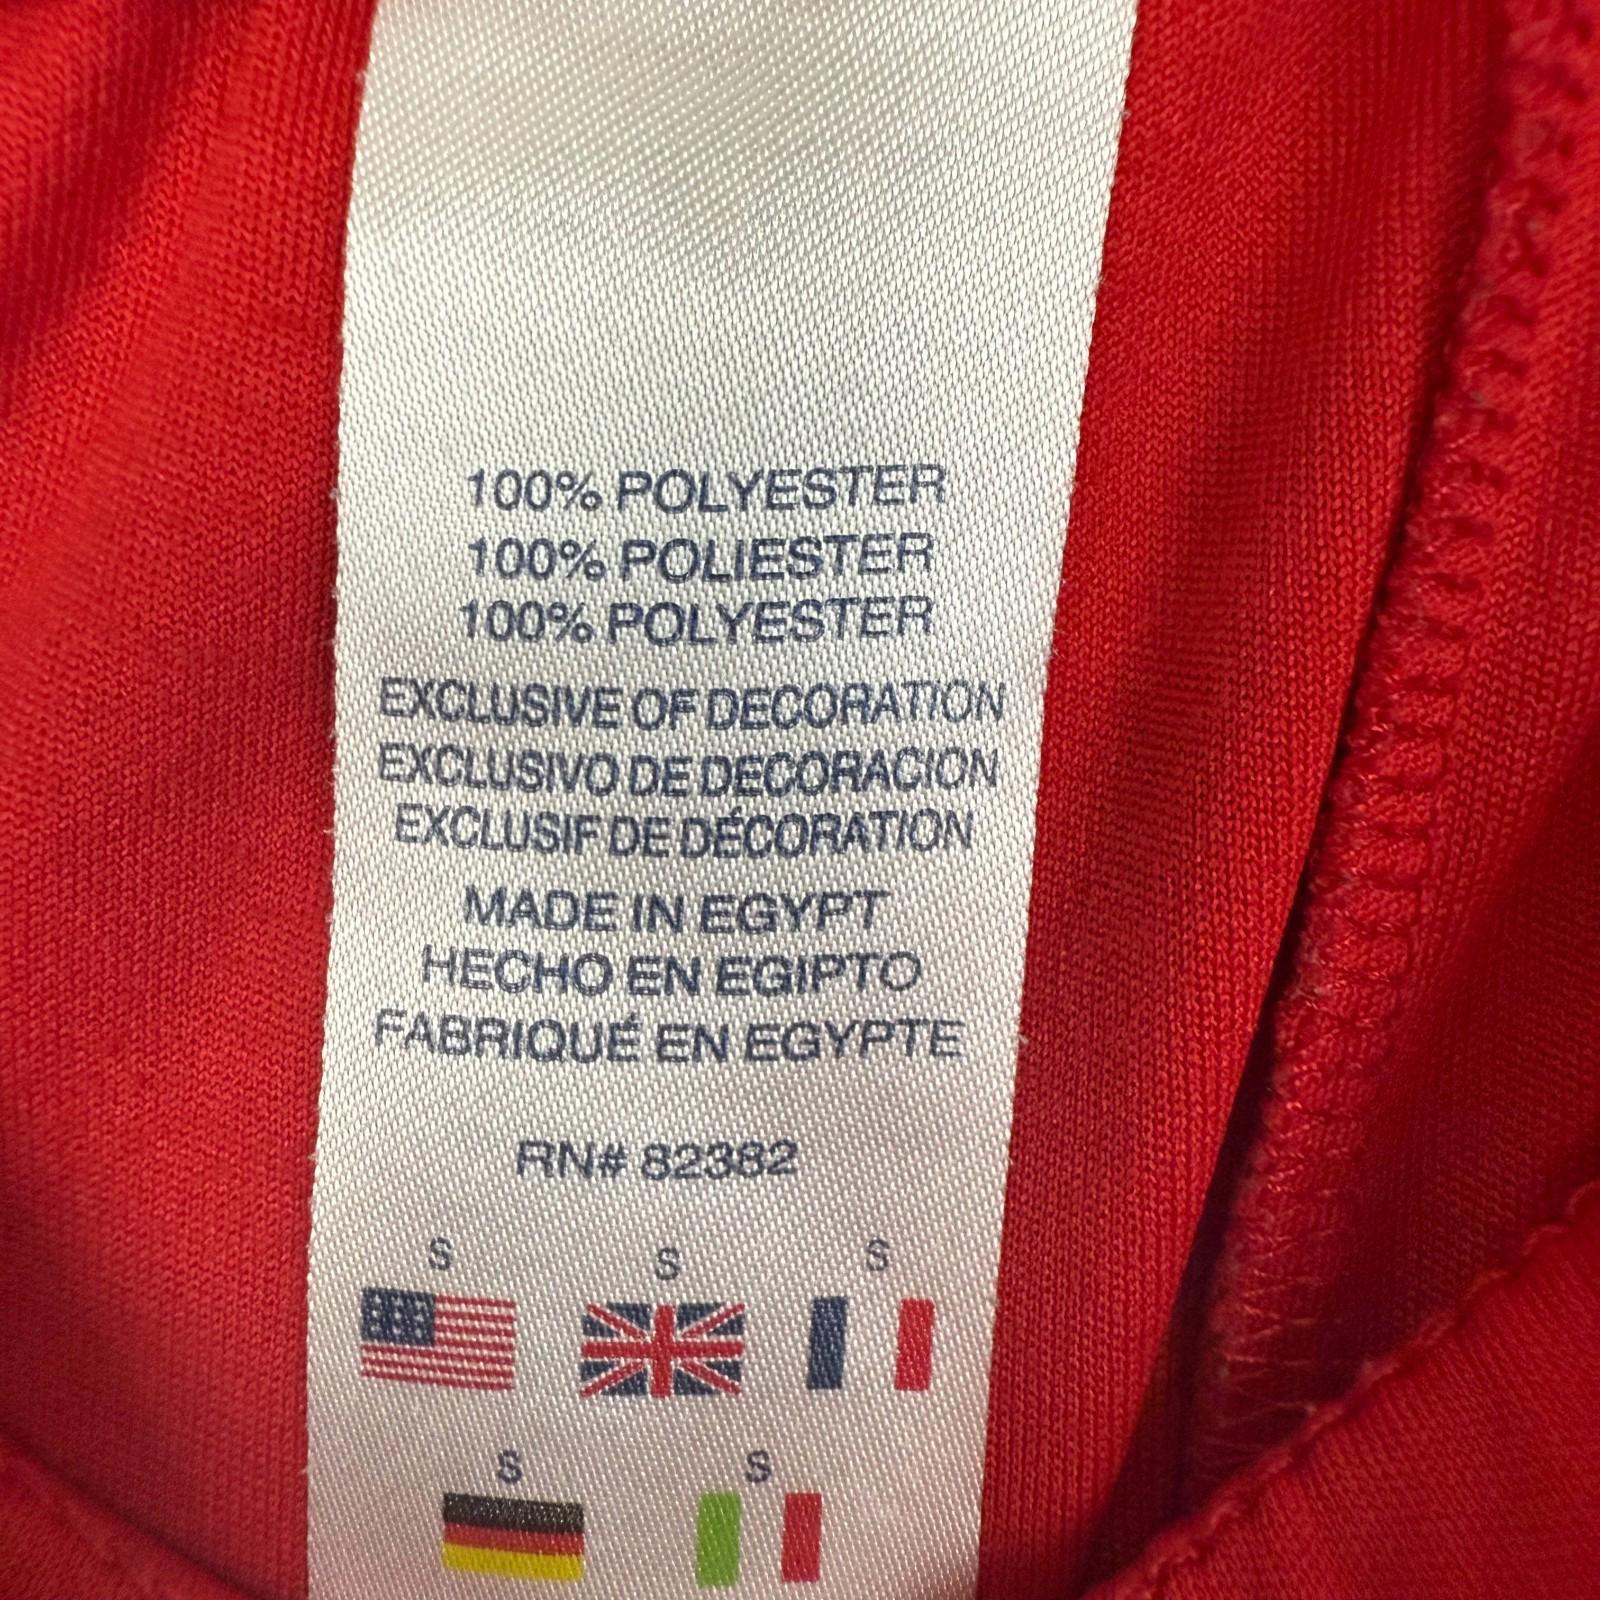 100% POLYESTER
100% POLIESTER
100% POLYESTER
EXCLUSIVE OF DECORATION
EXCLUSIVO DE DECORACION
EXCLUSIF DE DÉCORATION
MADE IN EGYPT
HECHO EN EGIPTO
FABRIQUÉ EN EGYPTE
RN# 82382
S S S
S S